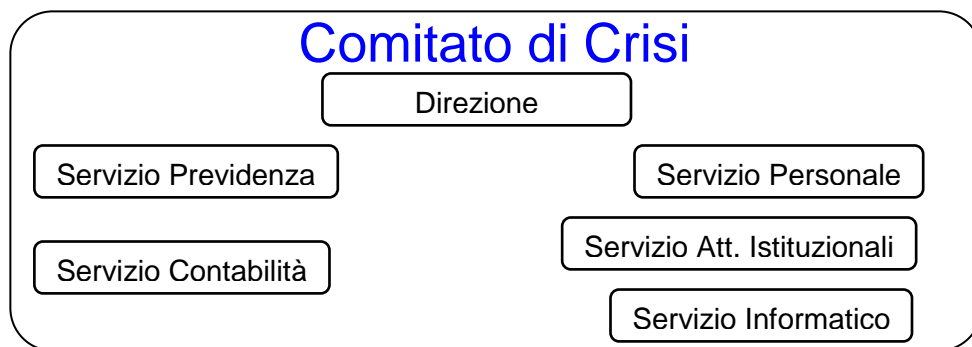 Comitato di Crisi
Direzione
Servizio Previdenza
Servizio Personale
Servizio Att. Istituzionali
Servizio Contabilità
Servizio Informatico